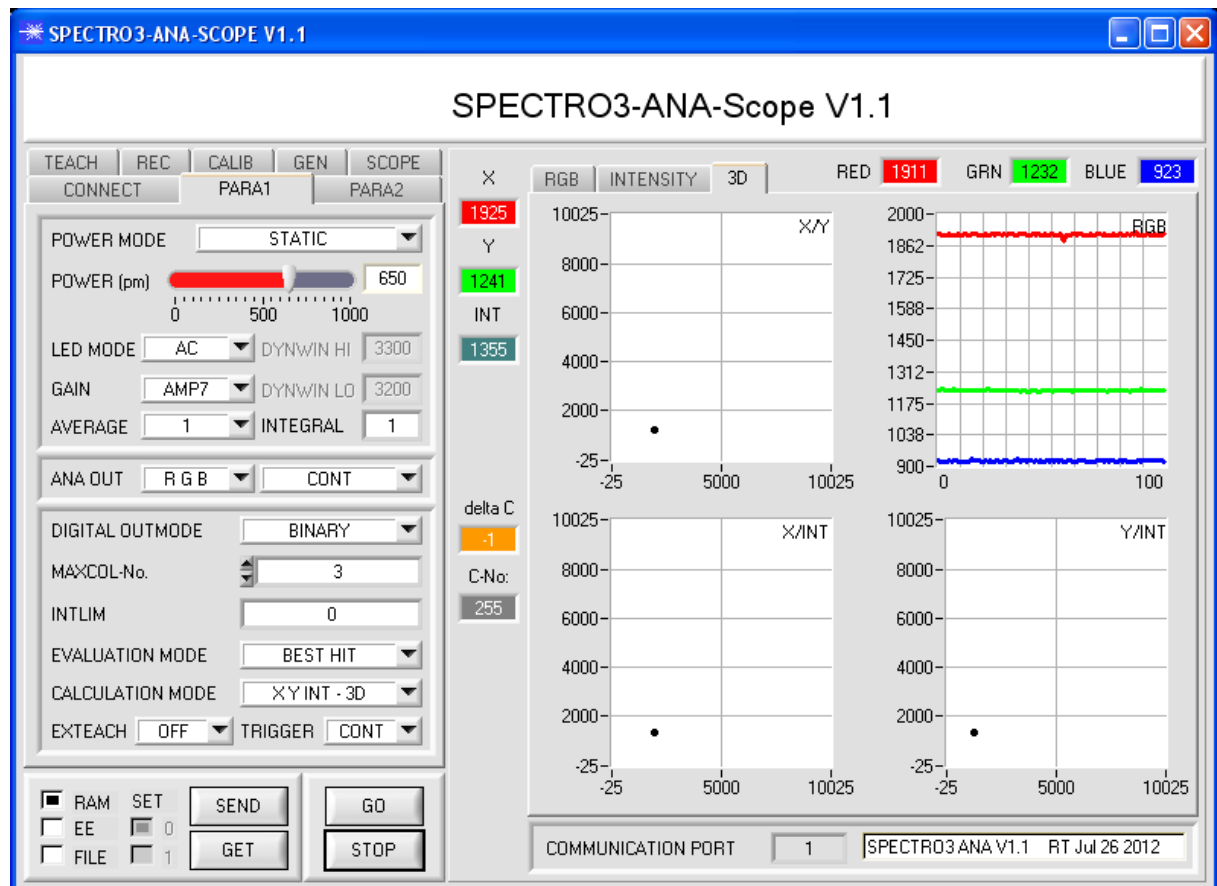 SPECTRO3-ANA-SCOPE V1.1
SPECTRO3-ANA-Scope V1.1
TEACH REC CALIB GEN SCOPE
CONNECT PARA1 PARA2
POWER MODE STATIC
POWER (pm) 650
0 500 1000
LED MODE AC DYNWIN HI 3300
GAIN AMP7 DYNWIN LO 3200
AVERAGE 1 INTEGRAL 1
ANA OUT R G B CONT
DIGITAL OUTMODE BINARY
MAXCOL-No. 3
INTLIM 0
EVALUATION MODE BEST HIT
CALCULATION MODE X Y INT - 3D
EXTEACH OFF TRIGGER CONT
RAM SET SEND GO
EE 0
FILE 1 GET STOP
X
1925
Y
1241
INT
1355
delta C
-1
C-No:
255
RGB INTENSITY 3D RED 1911 GRN 1232 BLUE 923
X/Y
10025
8000
6000
4000
2000
-25
-25 5000 10025
RGB
2000
1862
1725
1588
1450
1312
1175
1038
900
0 100
X/INT
10025
8000
6000
4000
2000
-25
-25 5000 10025
Y/INT
10025
8000
6000
4000
2000
-25
-25 5000 10025
COMMUNICATION PORT 1 SPECTRO3 ANA V1.1 RT Jul 26 2012